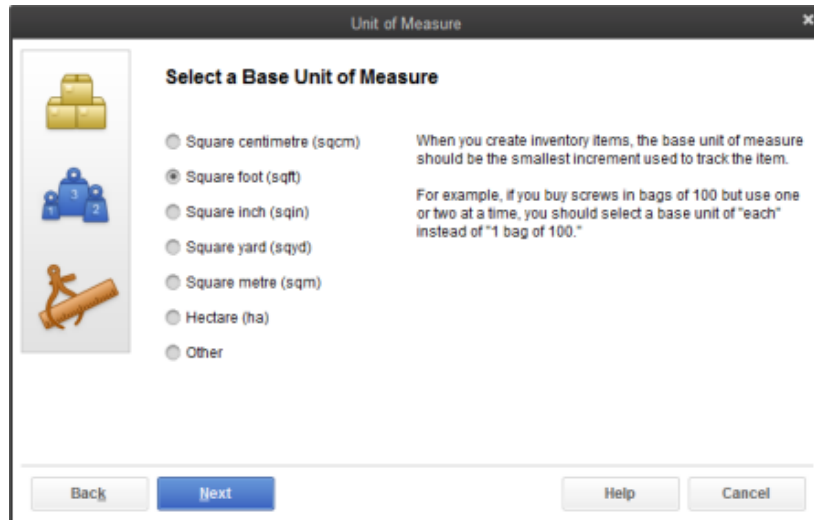 Unit of Measure
Select a Base Unit of Measure
Square centimetre (sqcm)
Square foot (sqft)
Square inch (sqin)
Square yard (sqyd)
Square metre (sqm)
Hectare (ha)
Other
When you create inventory items, the base unit of measure
should be the smallest increment used to track the item.
For example, if you buy screws in bags of 100 but use one
or two at a time, you should select a base unit of "each"
instead of "1 bag of 100."
1 3 2
Back
Next
Help
Cancel